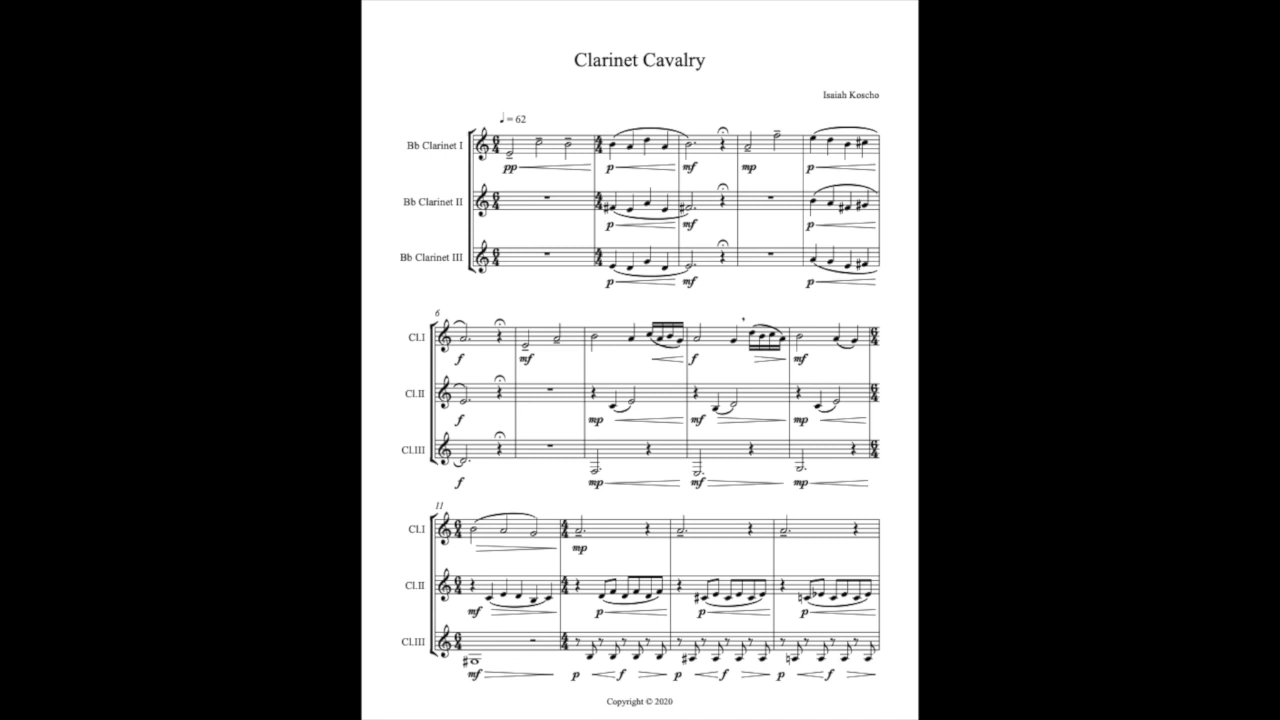 Clarinet Cavalry
Isaiah Koscho
♩ = 62
Bb Clarinet I
pp p mf mp p
Bb Clarinet II
p mf p
Bb Clarinet III
p mf p
6
Cl.I
f mf f mf
Cl.II
f mp mf mp
Cl.III
f mp mf mp
11
Cl.I
mp
Cl.II
mf p p p
Cl.III
mf p f p f p f
Copyright © 2020